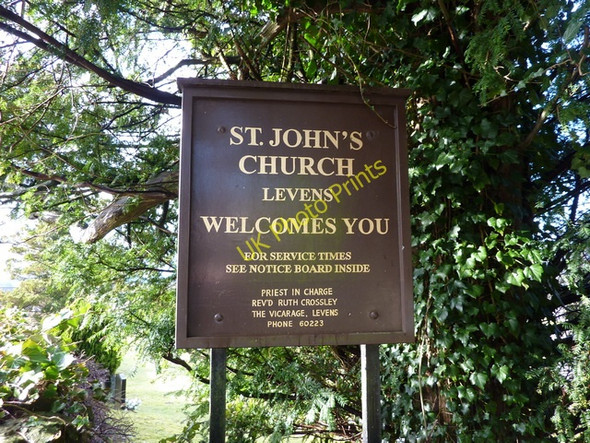 ST. JOHN'S
CHURCH
LEVENS
WELCOMES YOU
FOR SERVICE TIMES
SEE NOTICE BOARD INSIDE
PRIEST IN CHARGE
REV'D RUTH CROSSLEY
THE VICARAGE, LEVENS
PHONE 60223
UK Photo Prints